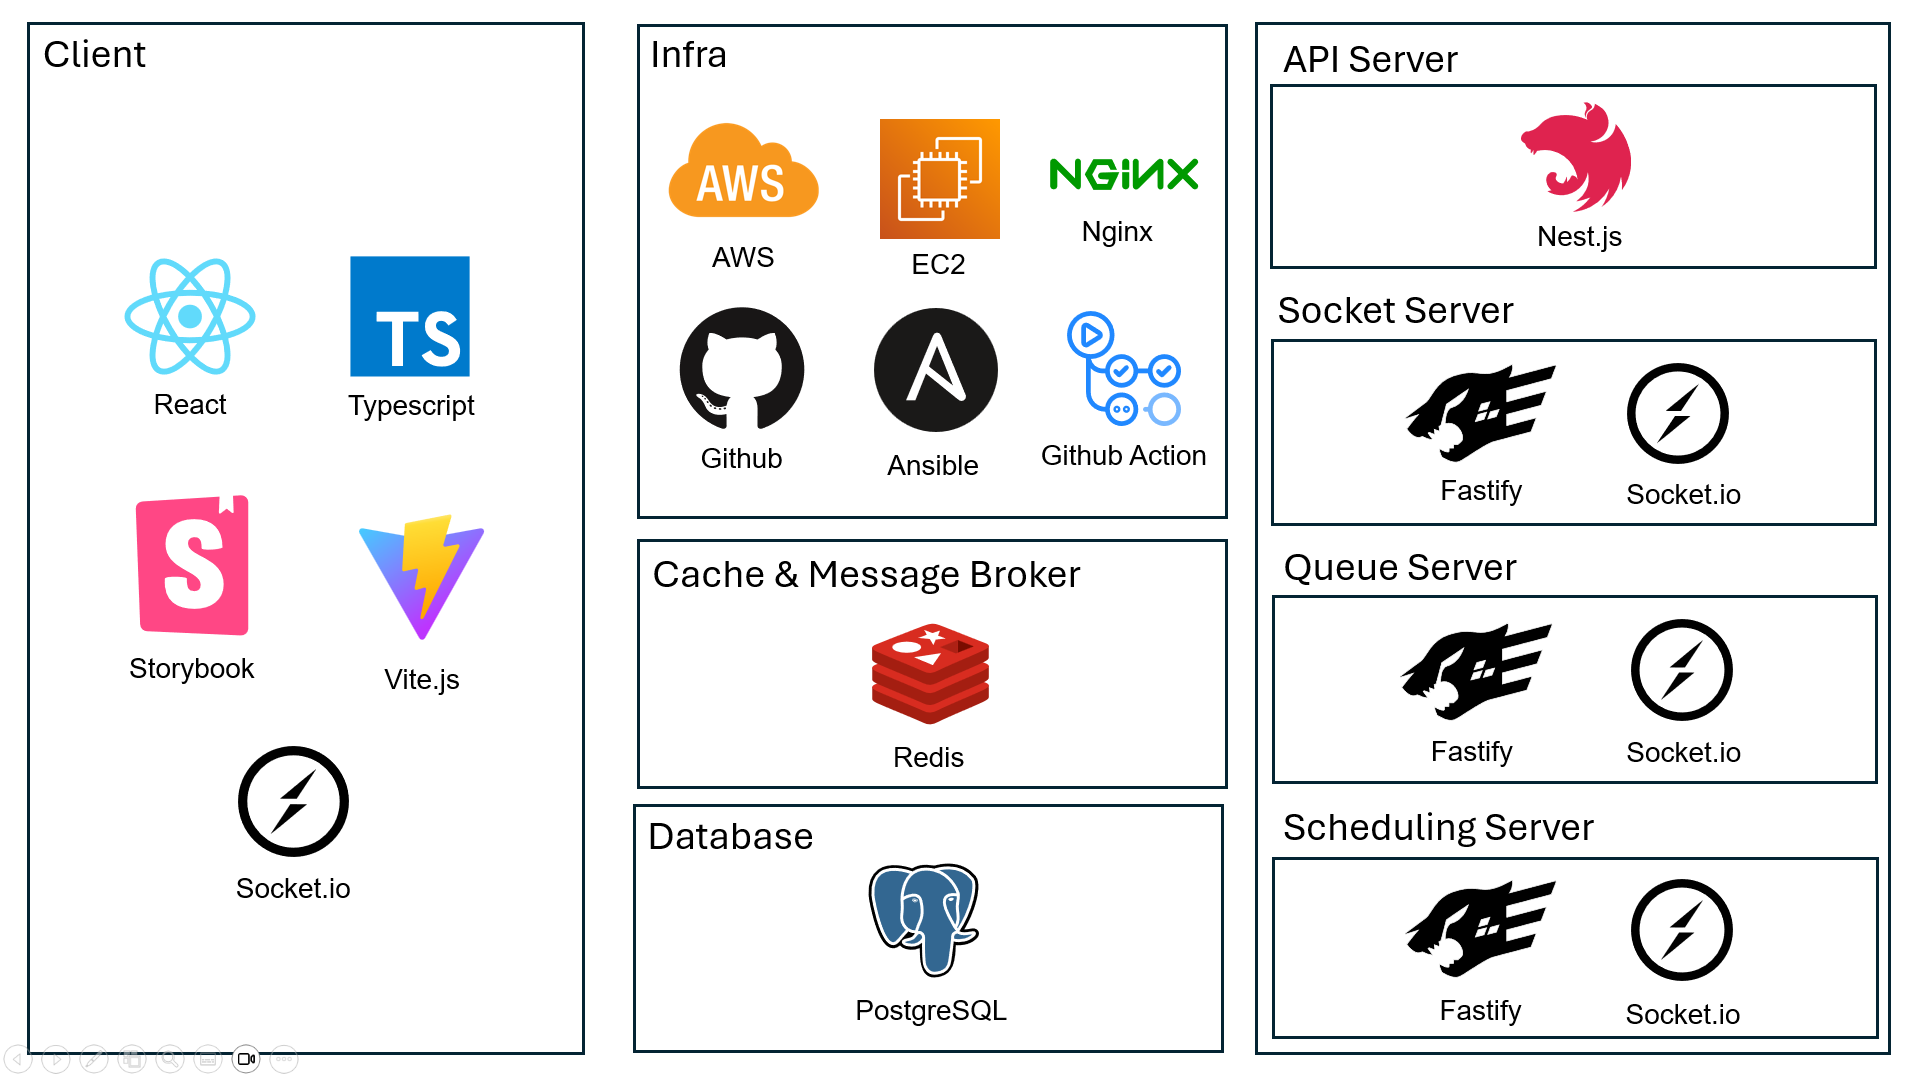 Client
React
TS
Typescript
S
Storybook
Vite.js
Socket.io
Infra
AWS
AWS
EC2
NGINX
Nginx
Github
Ansible
Github Action
Cache & Message Broker
Redis
Database
PostgreSQL
API Server
Nest.js
Socket Server
Fastify
Socket.io
Queue Server
Fastify
Socket.io
Scheduling Server
Fastify
Socket.io